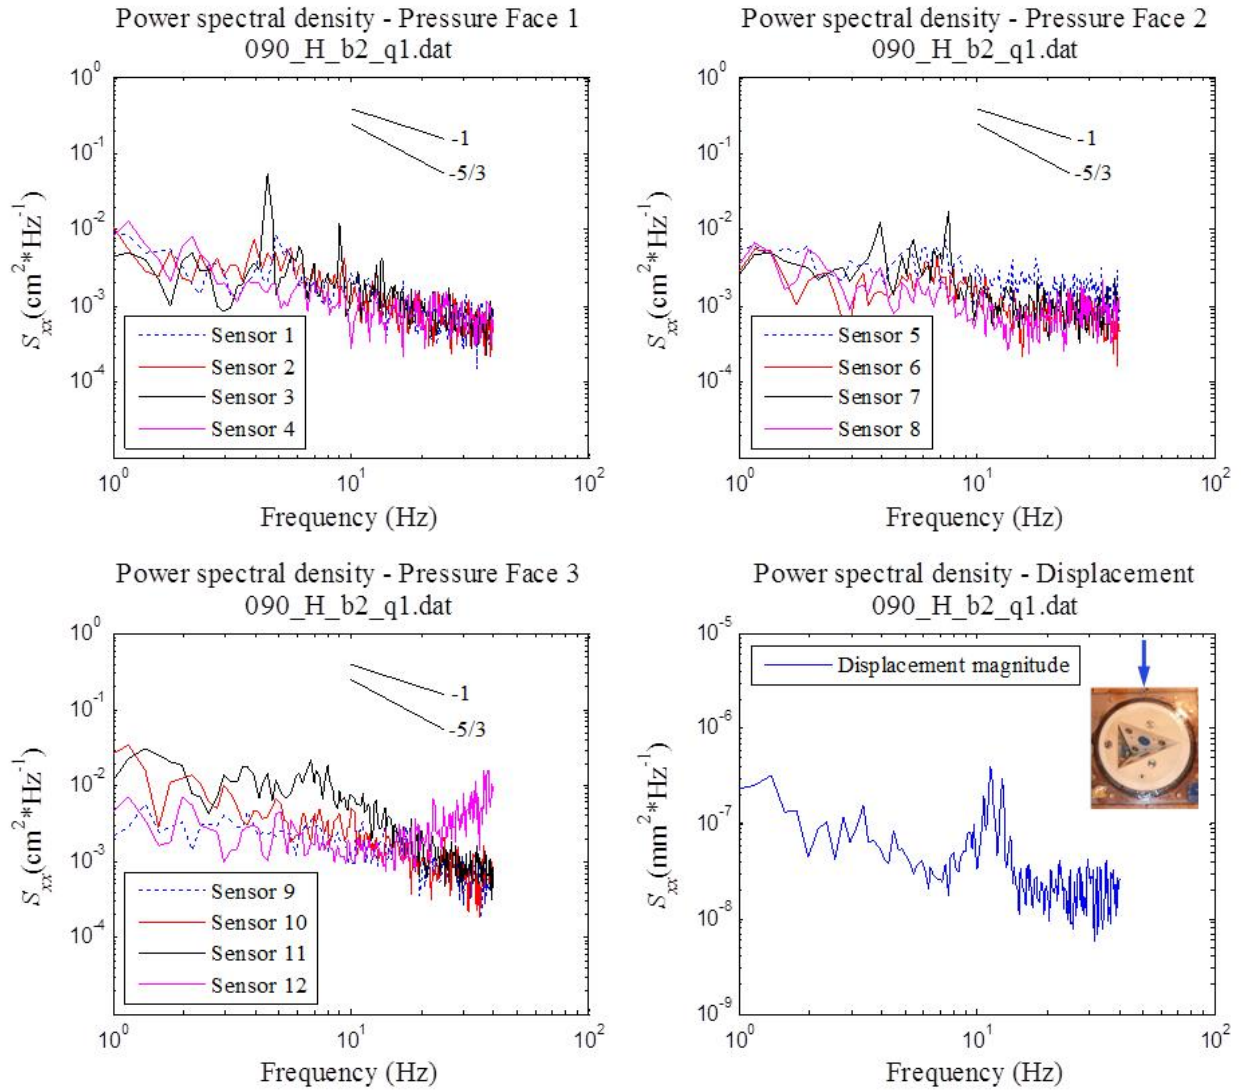 Power spectral density - Pressure Face 1
090_H_b2_q1.dat
10^0
10^-1
10^-2
10^-3
10^-4
S_xx(cm^2*Hz^-1)
-1
-5/3
Sensor 1
Sensor 2
Sensor 3
Sensor 4
10^0
10^1
10^2
Frequency (Hz)
Power spectral density - Pressure Face 2
090_H_b2_q1.dat
10^0
10^-1
10^-2
10^-3
10^-4
S_xx(cm^2*Hz^-1)
-1
-5/3
Sensor 5
Sensor 6
Sensor 7
Sensor 8
10^0
10^1
10^2
Frequency (Hz)
Power spectral density - Pressure Face 3
090_H_b2_q1.dat
10^0
10^-1
10^-2
10^-3
10^-4
S_xx(cm^2*Hz^-1)
-1
-5/3
Sensor 9
Sensor 10
Sensor 11
Sensor 12
10^0
10^1
10^2
Frequency (Hz)
Power spectral density - Displacement
090_H_b2_q1.dat
10^-5
10^-6
10^-7
10^-8
10^-9
S_xx(mm^2*Hz^-1)
Displacement magnitude
10^0
10^1
10^2
Frequency (Hz)